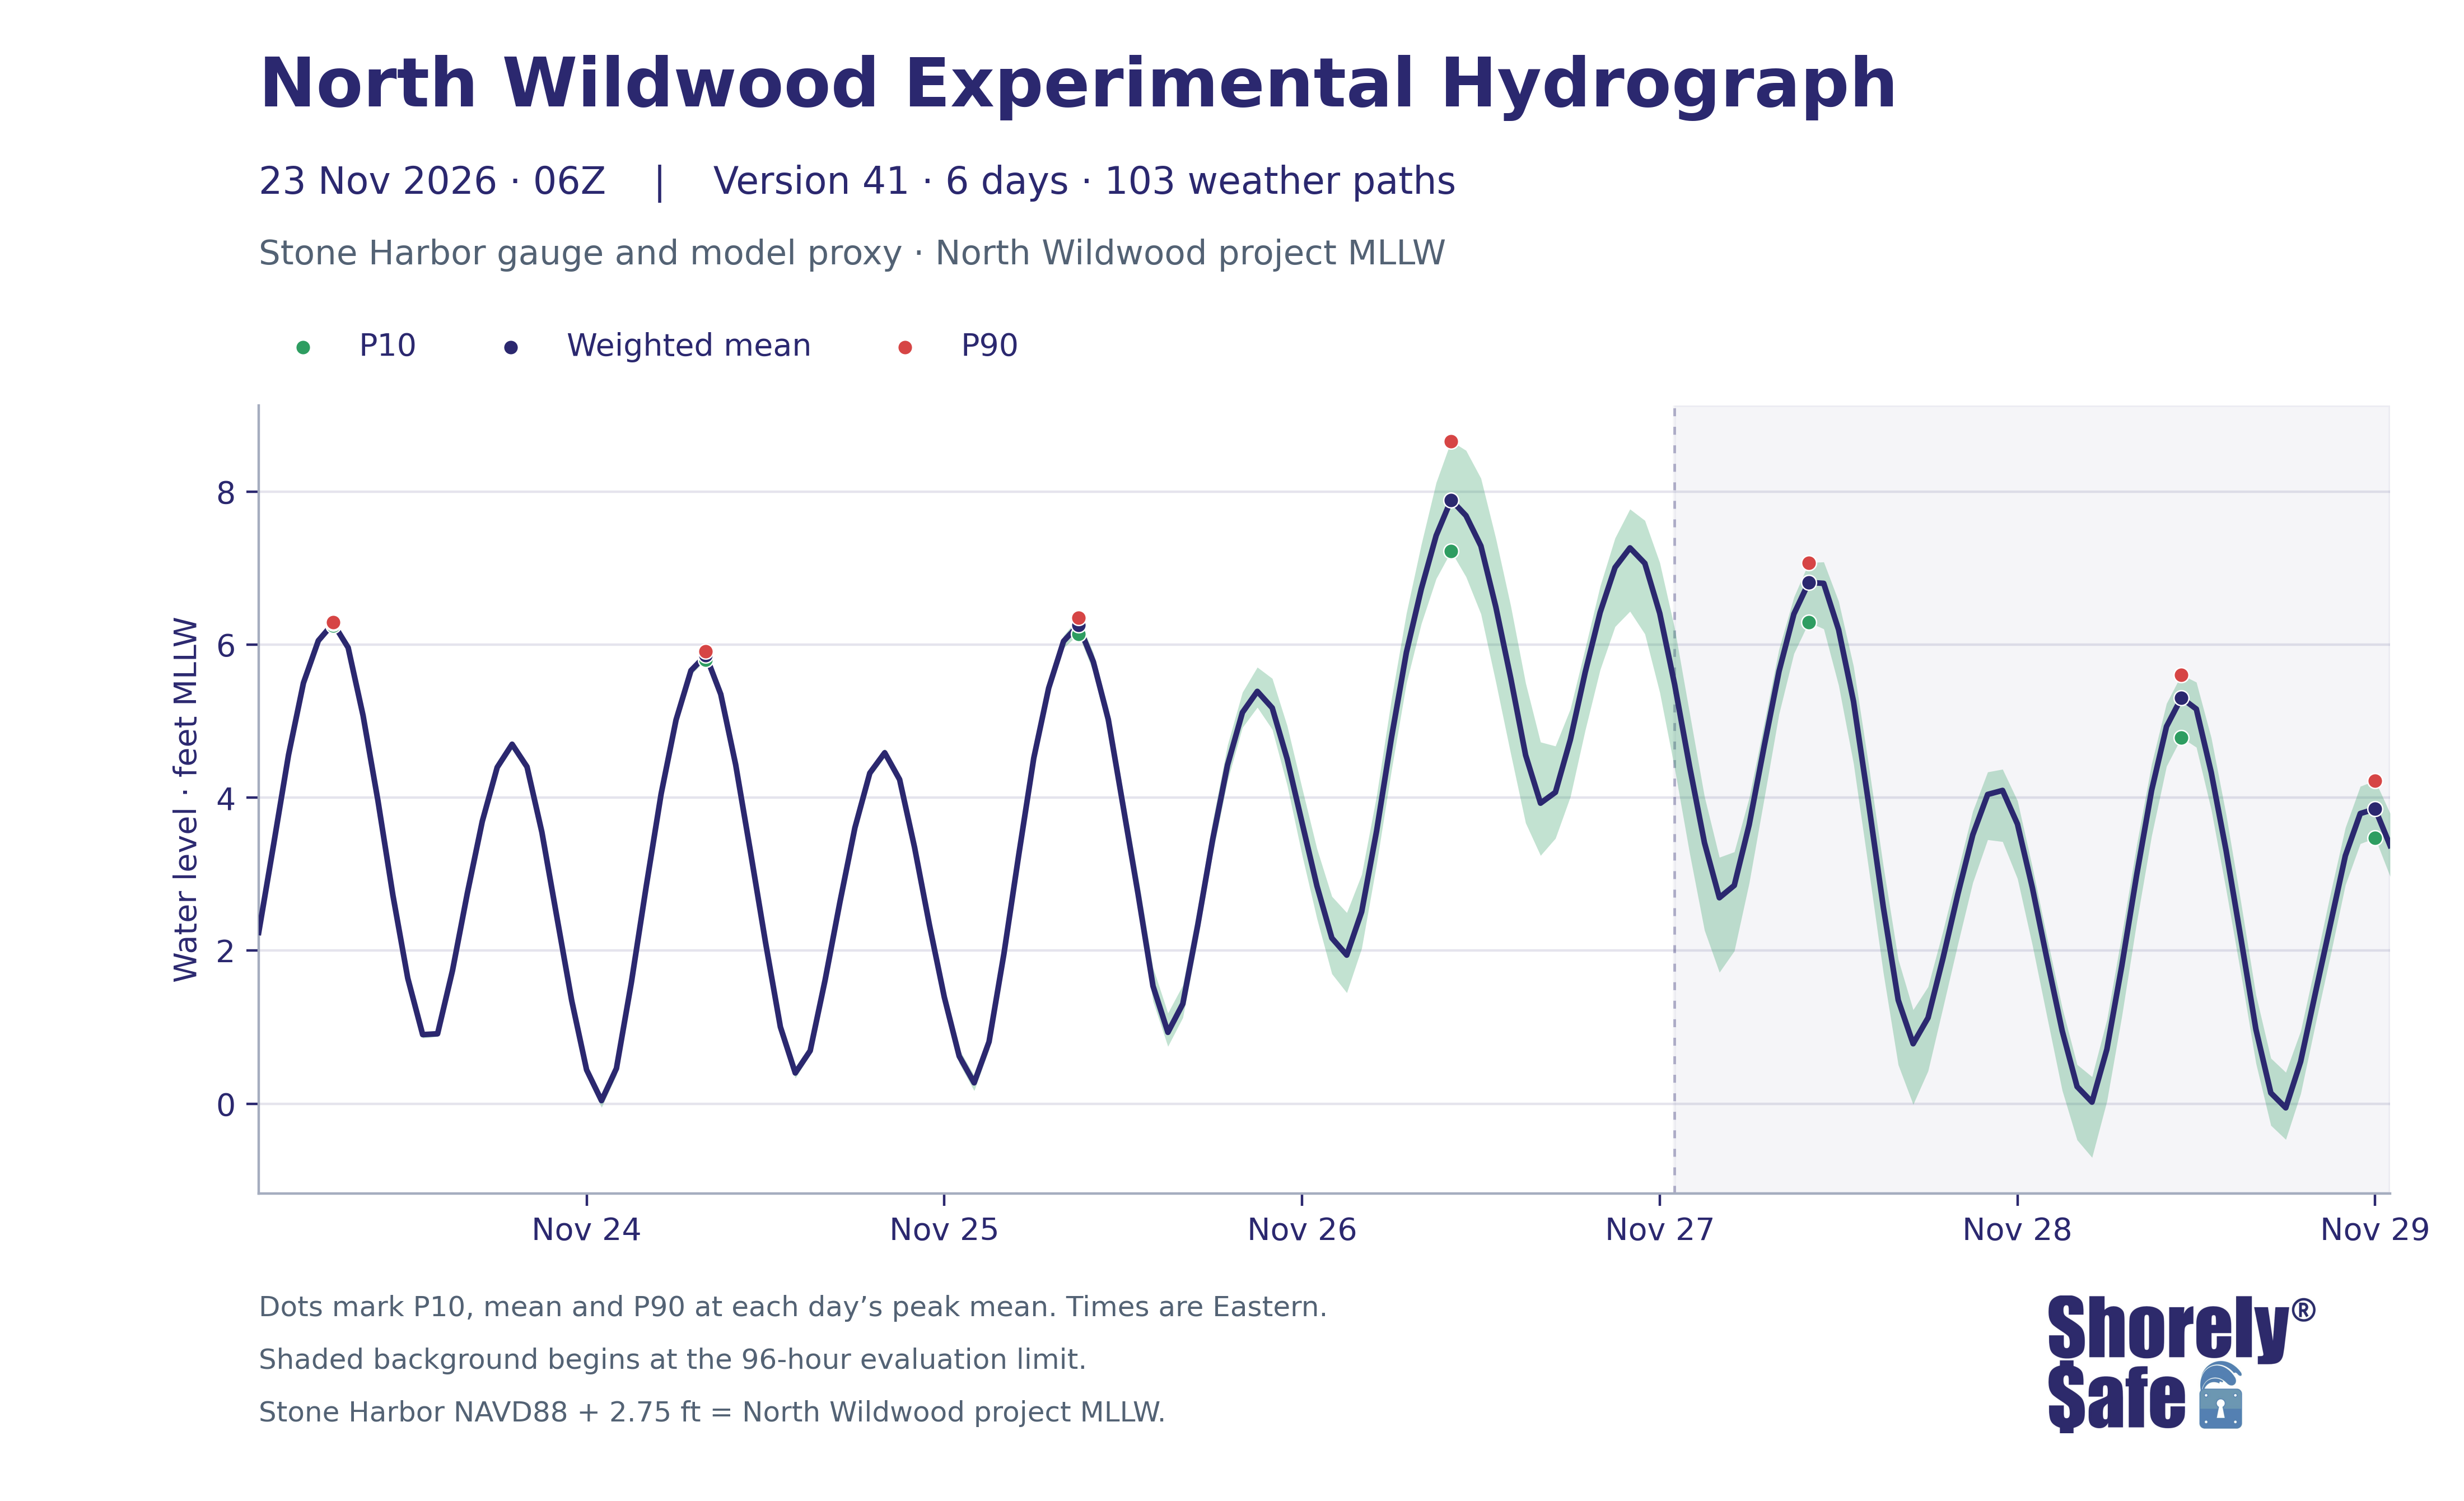 North Wildwood Experimental Hydrograph
23 Nov 2026 · 06Z | Version 41 · 6 days · 103 weather paths
Stone Harbor gauge and model proxy · North Wildwood project MLLW
P10 Weighted mean P90
Water level · feet MLLW
8
6
4
2
0
Nov 24 Nov 25 Nov 26 Nov 27 Nov 28 Nov 29
Dots mark P10, mean and P90 at each day’s peak mean. Times are Eastern.
Shaded background begins at the 96-hour evaluation limit.
Stone Harbor NAVD88 + 2.75 ft = North Wildwood project MLLW.
Shorely®
$afe